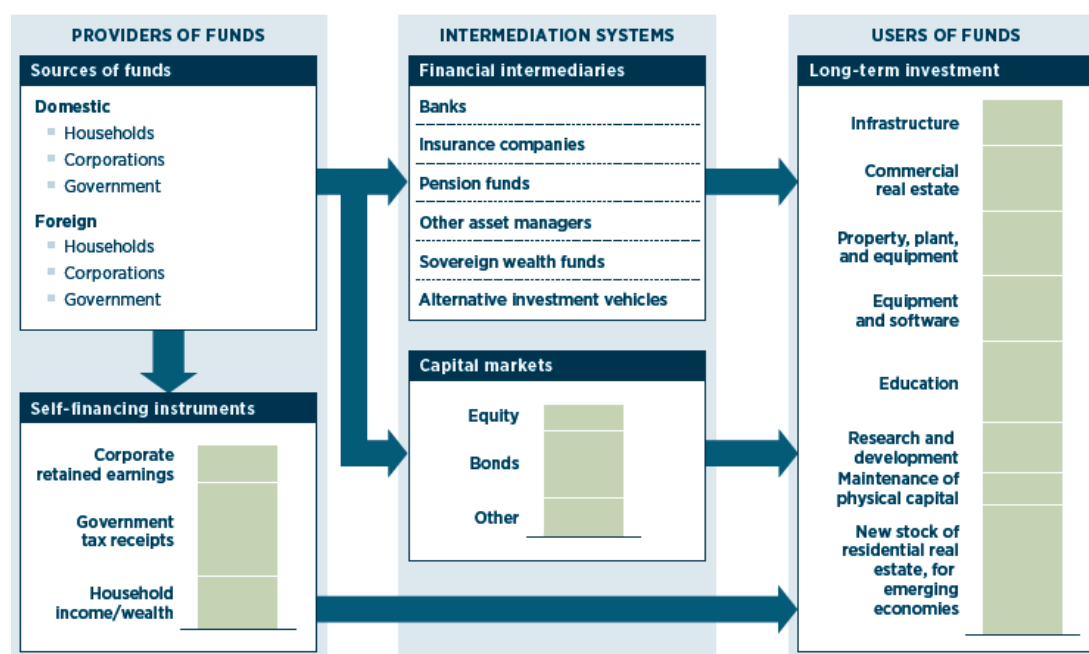 PROVIDERS OF FUNDS
Sources of funds
Domestic
Households
Corporations
Government
Foreign
Households
Corporations
Government
Self-financing instruments
Corporate
retained earnings
Government
tax receipts
Household
income/wealth
INTERMEDIATION SYSTEMS
Financial intermediaries
Banks
Insurance companies
Pension funds
Other asset managers
Sovereign wealth funds
Alternative investment vehicles
Capital markets
Equity
Bonds
Other
USERS OF FUNDS
Long-term investment
Infrastructure
Commercial
real estate
Property, plant,
and equipment
Equipment
and software
Education
Research and
development
Maintenance of
physical capital
New stock of
residential real
estate, for
emerging
economies